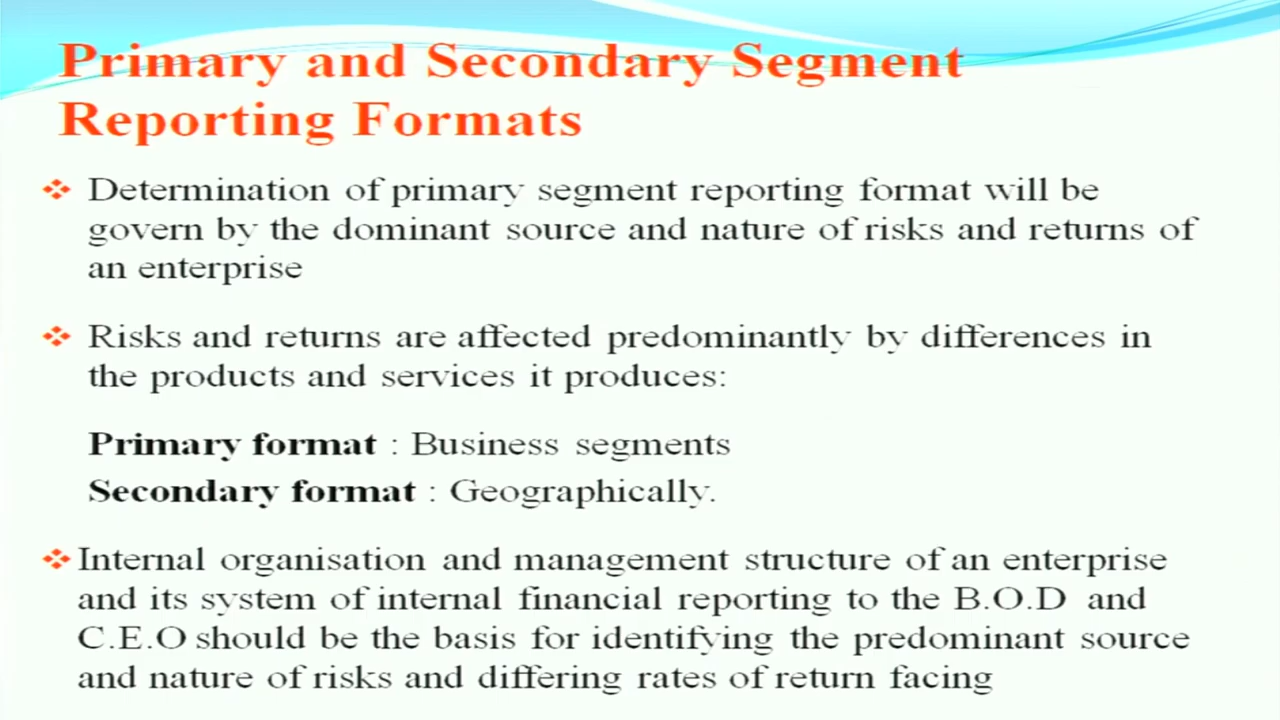 Primary and Secondary Segment
Reporting Formats
Determination of primary segment reporting format will be
govern by the dominant source and nature of risks and returns of
an enterprise
Risks and returns are affected predominantly by differences in
the products and services it produces:
Primary format : Business segments
Secondary format : Geographically.
Internal organisation and management structure of an enterprise
and its system of internal financial reporting to the B.O.D and
C.E.O should be the basis for identifying the predominant source
and nature of risks and differing rates of return facing